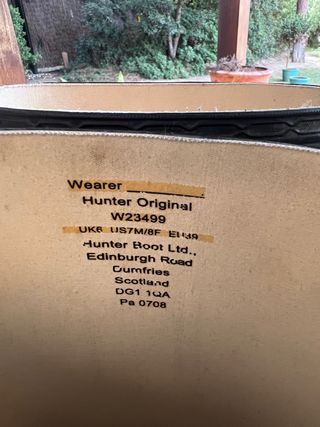 Wearer
Hunter Original
W23499
UK6 US7M/8F EU39
Hunter Boot Ltd.,
Edinburgh Road
Dumfries
Scotland
DG1 1QA
Pa 0708